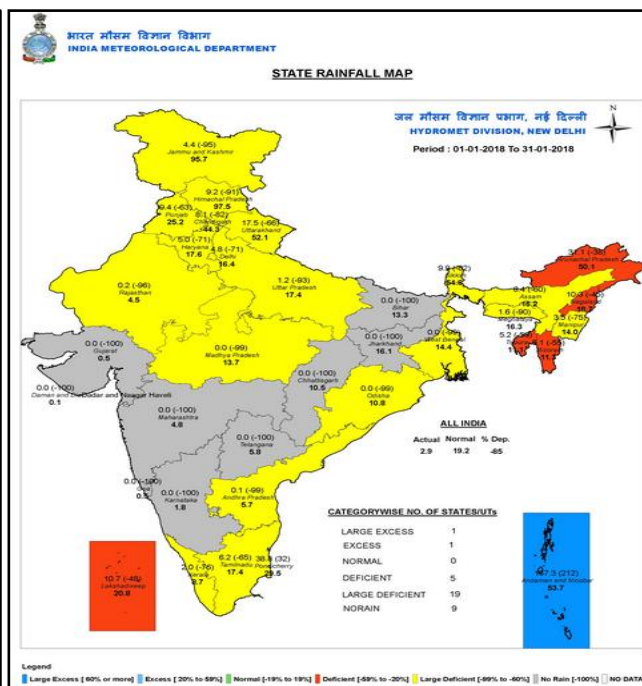 भारत मौसम विज्ञान विभाग
INDIA METEOROLOGICAL DEPARTMENT
STATE RAINFALL MAP
जल मौसम विज्ञान प्रभाग, नई दिल्ली
HYDROMET DIVISION, NEW DELHI
N
Period : 01-01-2018 To 31-01-2018
4.4 (-95)
Jammu and Kashmir
95.7
9.2 (-91)
Himachal Pradesh
97.5
9.4 (-63)
Punjab
25.2
Chandigarh
44.3
17.5 (-66)
Uttarakhand
52.1
5.0 (-71)
Haryana
17.6
4.8 (-71)
Delhi
16.4
0.2 (-96)
Rajasthan
4.5
1.2 (-93)
Uttar Pradesh
17.4
50.1
Assam
Manipur
14.0
0.0 (-100)
Bihar
13.3
16.3
0.0 (-100)
Gujarat
0.5
0.0 (-99)
Madhya Pradesh
13.7
0.0 (-100)
Jharkhand
16.1
West Bengal
14.4
0.0 (-100)
Chhattisgarh
10.5
0.0 (-99)
Odisha
10.8
0.0 (-100)
Daman and Diu
Dadar and Nagar Haveli
0.1
0.0 (-100)
Maharashtra
4.8
0.0 (-100)
Telangana
5.8
ALL INDIA
Actual Normal % Dep.
2.9 19.2 -85
0.0 (-100)
Karnataka
1.8
0.1 (-99)
Andhra Pradesh
5.7
CATEGORYWISE NO. OF STATES/UTs
LARGE EXCESS 1
EXCESS 1
NORMAL 0
DEFICIENT 5
LARGE DEFICIENT 19
NORAIN 9
10.7 (-48)
Lakshadweep
20.8
6.2 (-65)
Tamilnadu
17.4
Andaman and Nicobar
53.7
Legend
Large Excess [ 60% or more] Excess [ 20% to 59%] Normal [-19% to 19%] Deficient [-59% to -20%] Large Deficient [-99% to -60%] No Rain [-100%] NO DATA